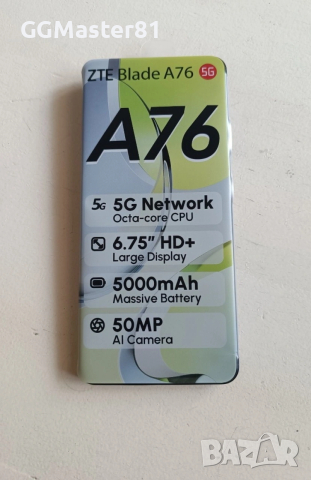 GGMaster81
ZTE Blade A76 5G
A76
5G 5G Network
Octa-core CPU
6.75" HD+
Large Display
5000mAh
Massive Battery
50MP
AI Camera
BAZAR